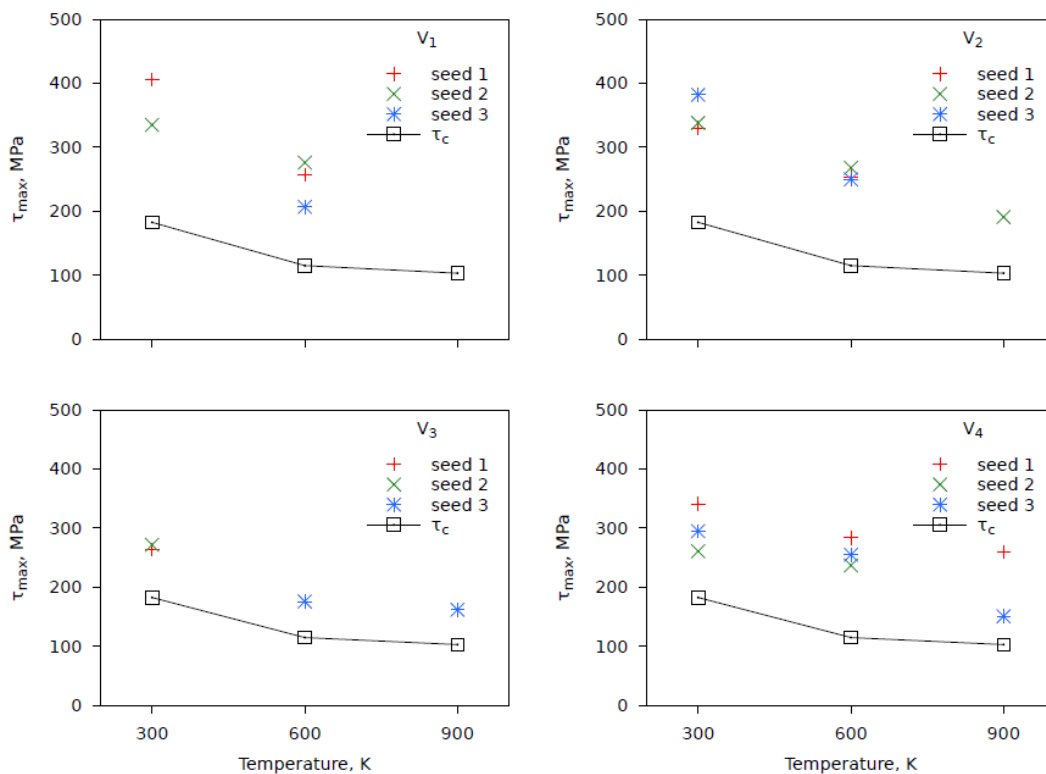 500
400
300
200
100
0
τmax, MPa
V1
seed 1
seed 2
seed 3
τc
500
400
300
200
100
0
τmax, MPa
V2
seed 1
seed 2
seed 3
τc
500
400
300
200
100
0
τmax, MPa
V3
seed 1
seed 2
seed 3
τc
300 600 900
Temperature, K
500
400
300
200
100
0
τmax, MPa
V4
seed 1
seed 2
seed 3
τc
300 600 900
Temperature, K